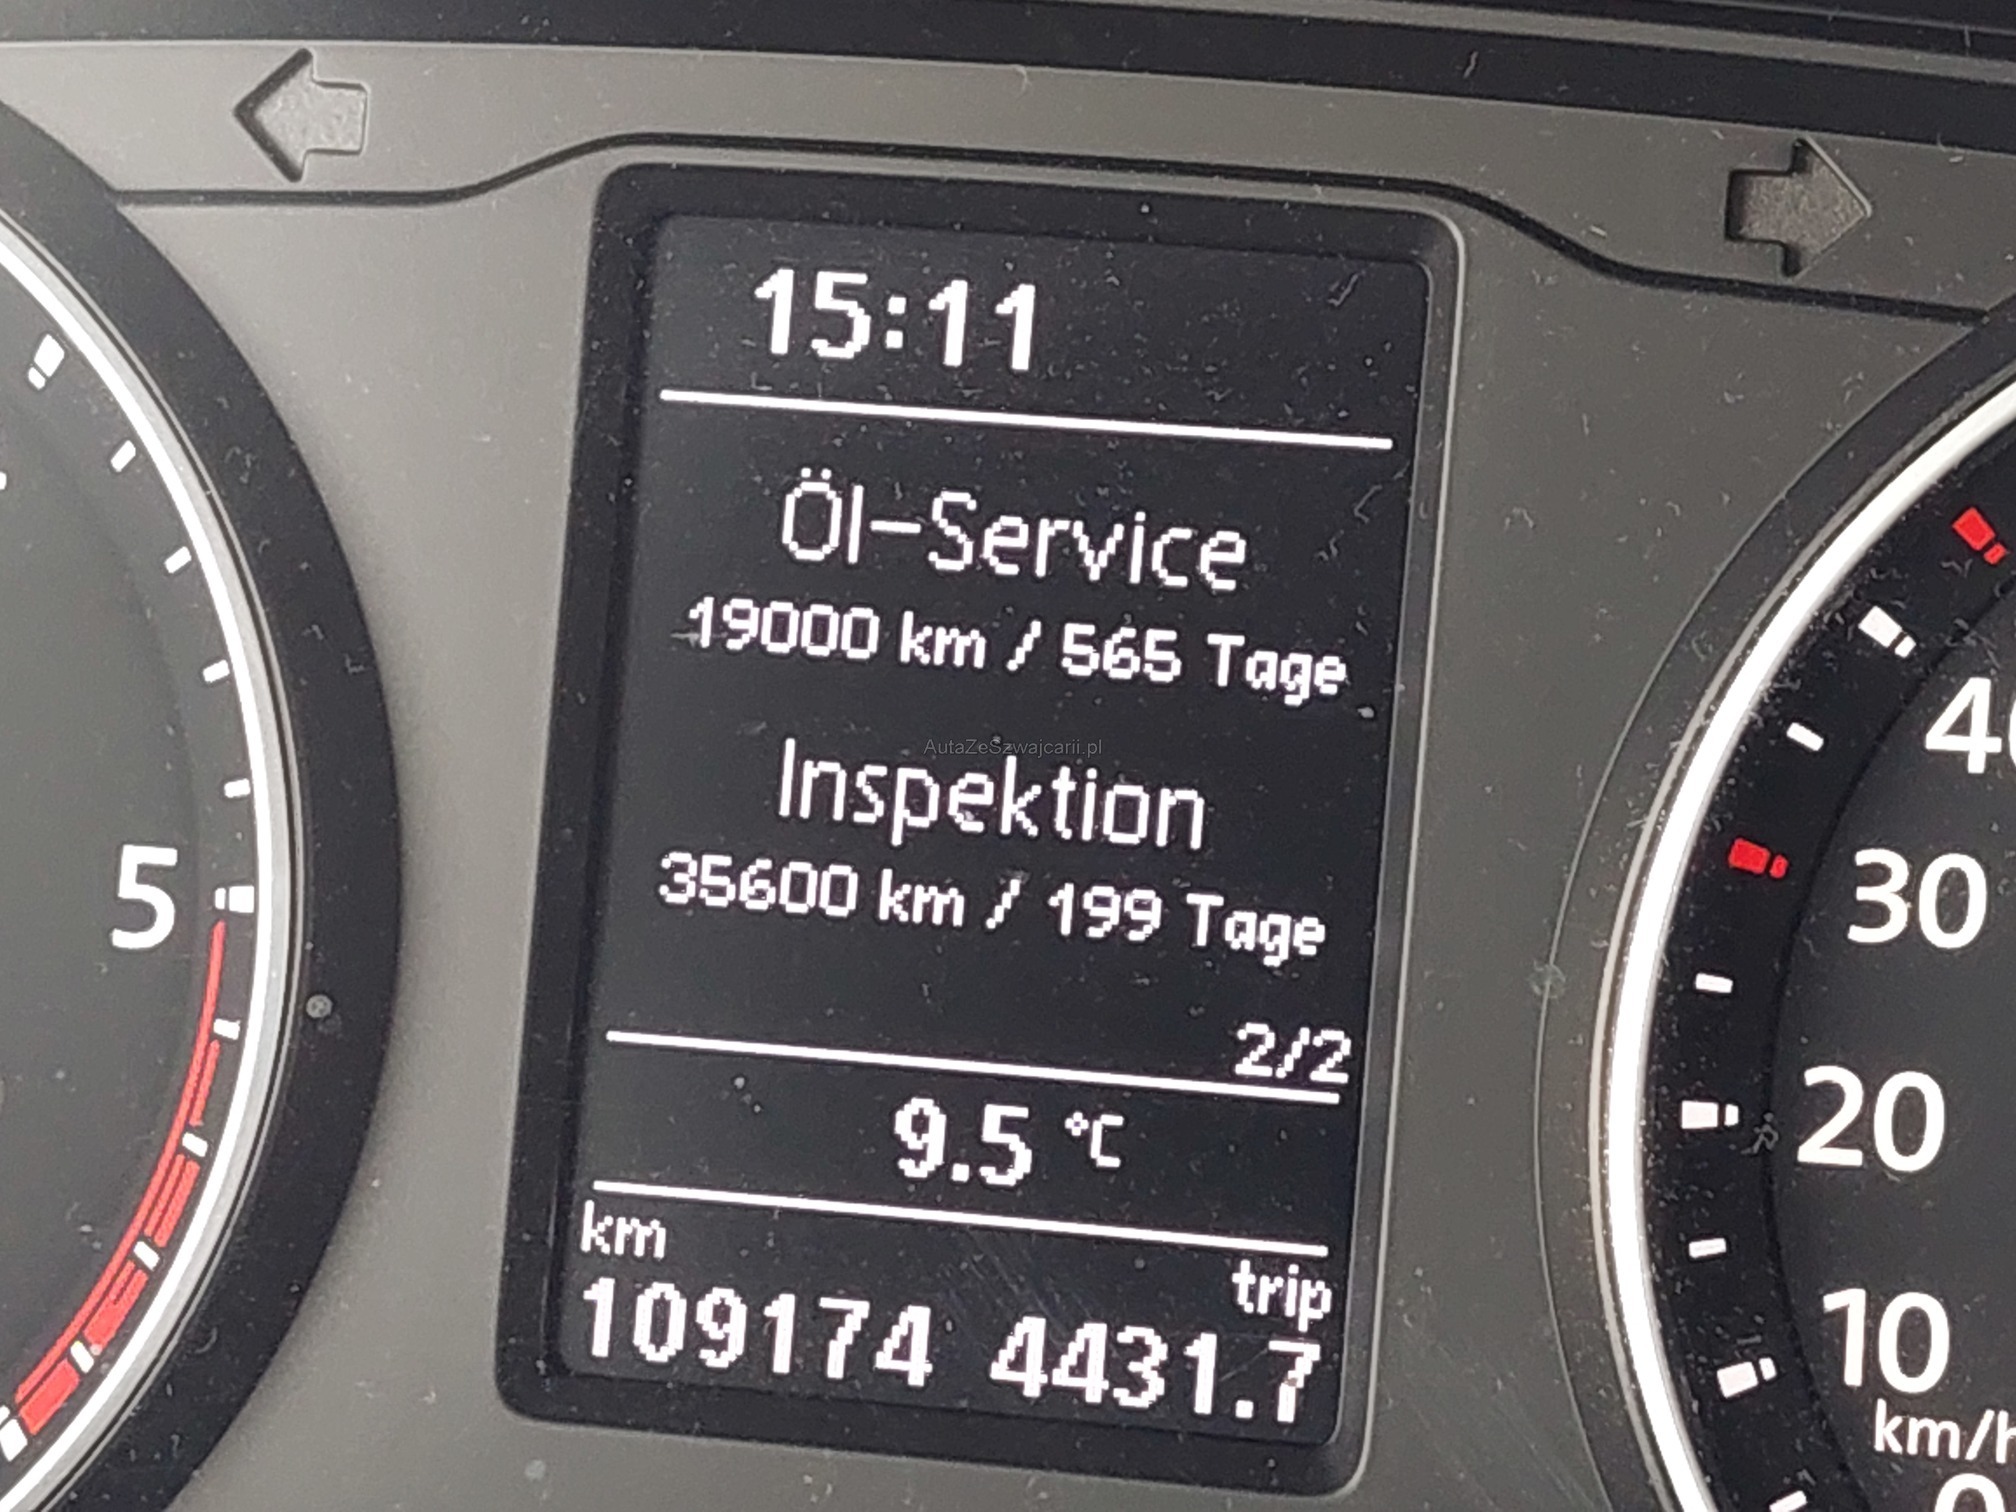 15:11
Öl-Service
19000 km / 565 Tage
AutaZeSzwajcarii.pl
Inspektion
35600 km / 199 Tage
2/2
9.5 °C
km
trip
109174 4431.7
5
30
20
10
km/h